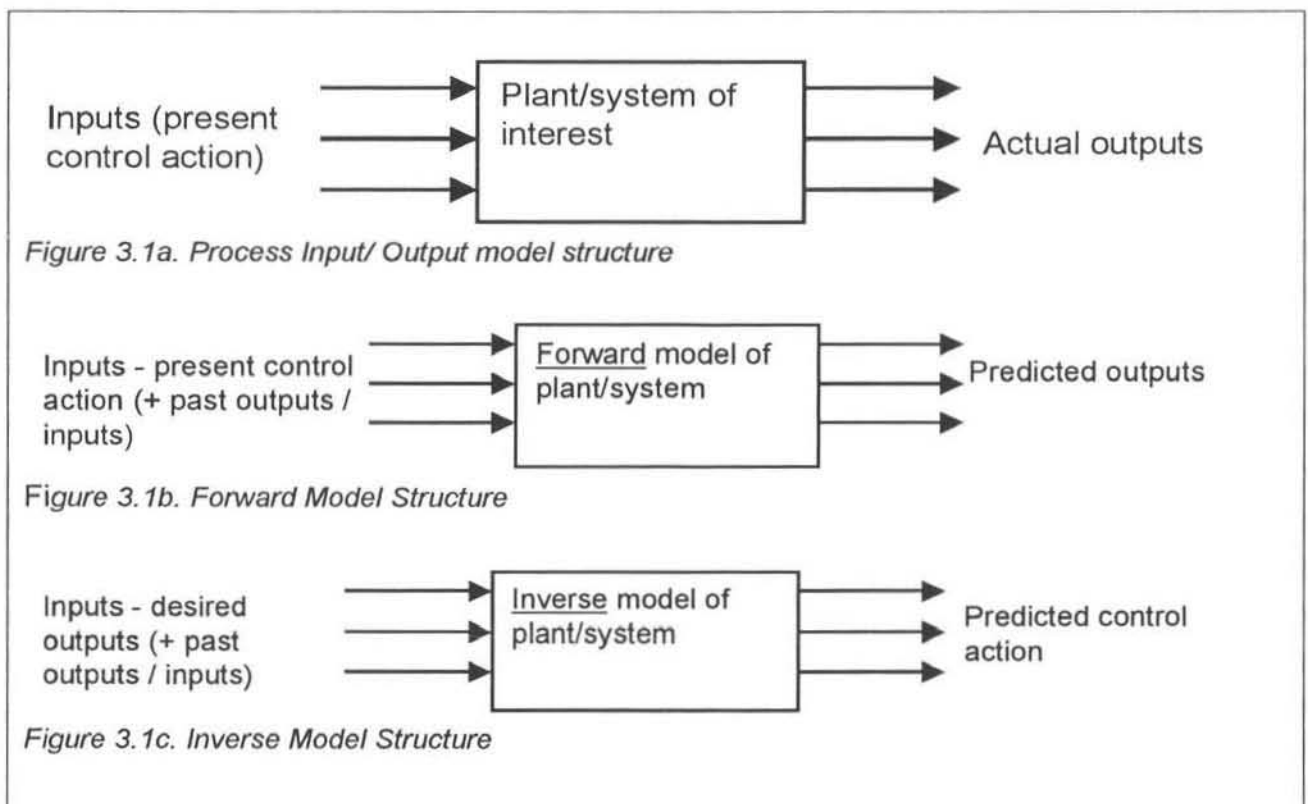 Inputs (present
control action)
Plant/system of
interest
Actual outputs
Figure 3.1a. Process Input/ Output model structure
Inputs - present control
action (+ past outputs /
inputs)
Forward model of
plant/system
Predicted outputs
Figure 3.1b. Forward Model Structure
Inputs - desired
outputs (+ past
outputs / inputs)
Inverse model of
plant/system
Predicted control
action
Figure 3.1c. Inverse Model Structure